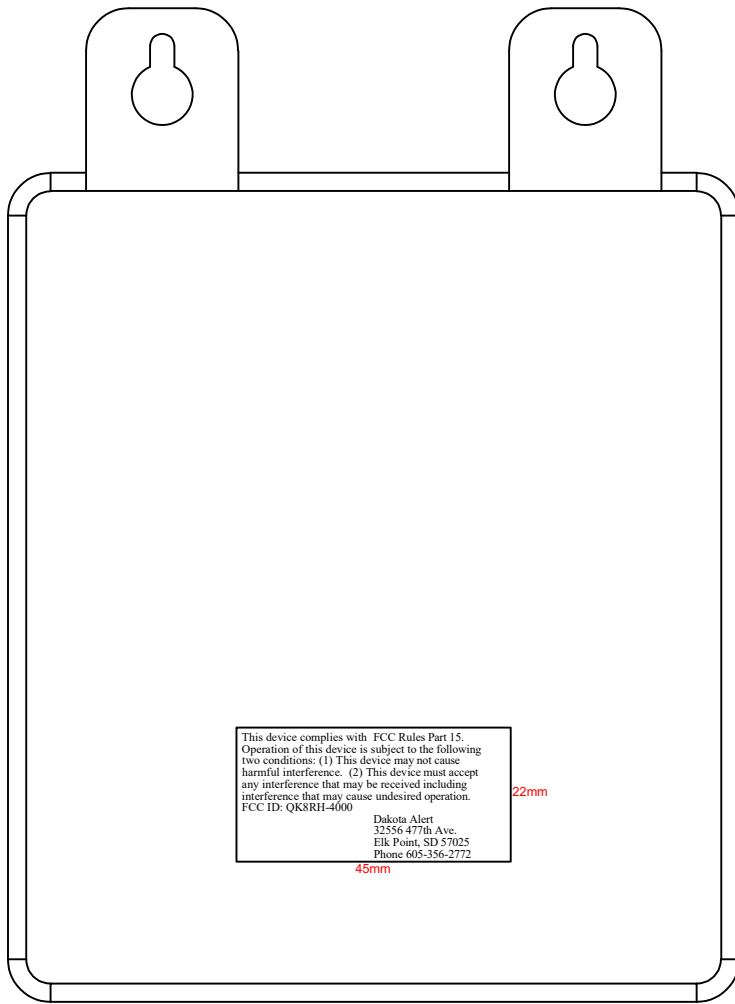 This device complies with  FCC Rules Part 15.
Operation of this device is subject to the following
two conditions: (1) This device may not cause
harmful interference.  (2) This device must accept
any interference that may be received including
interference that may cause undesired operation.
FCC ID: QK8RH-4000
Dakota Alert
32556 477th Ave.
Elk Point, SD 57025
Phone 605-356-2772
22mm
45mm